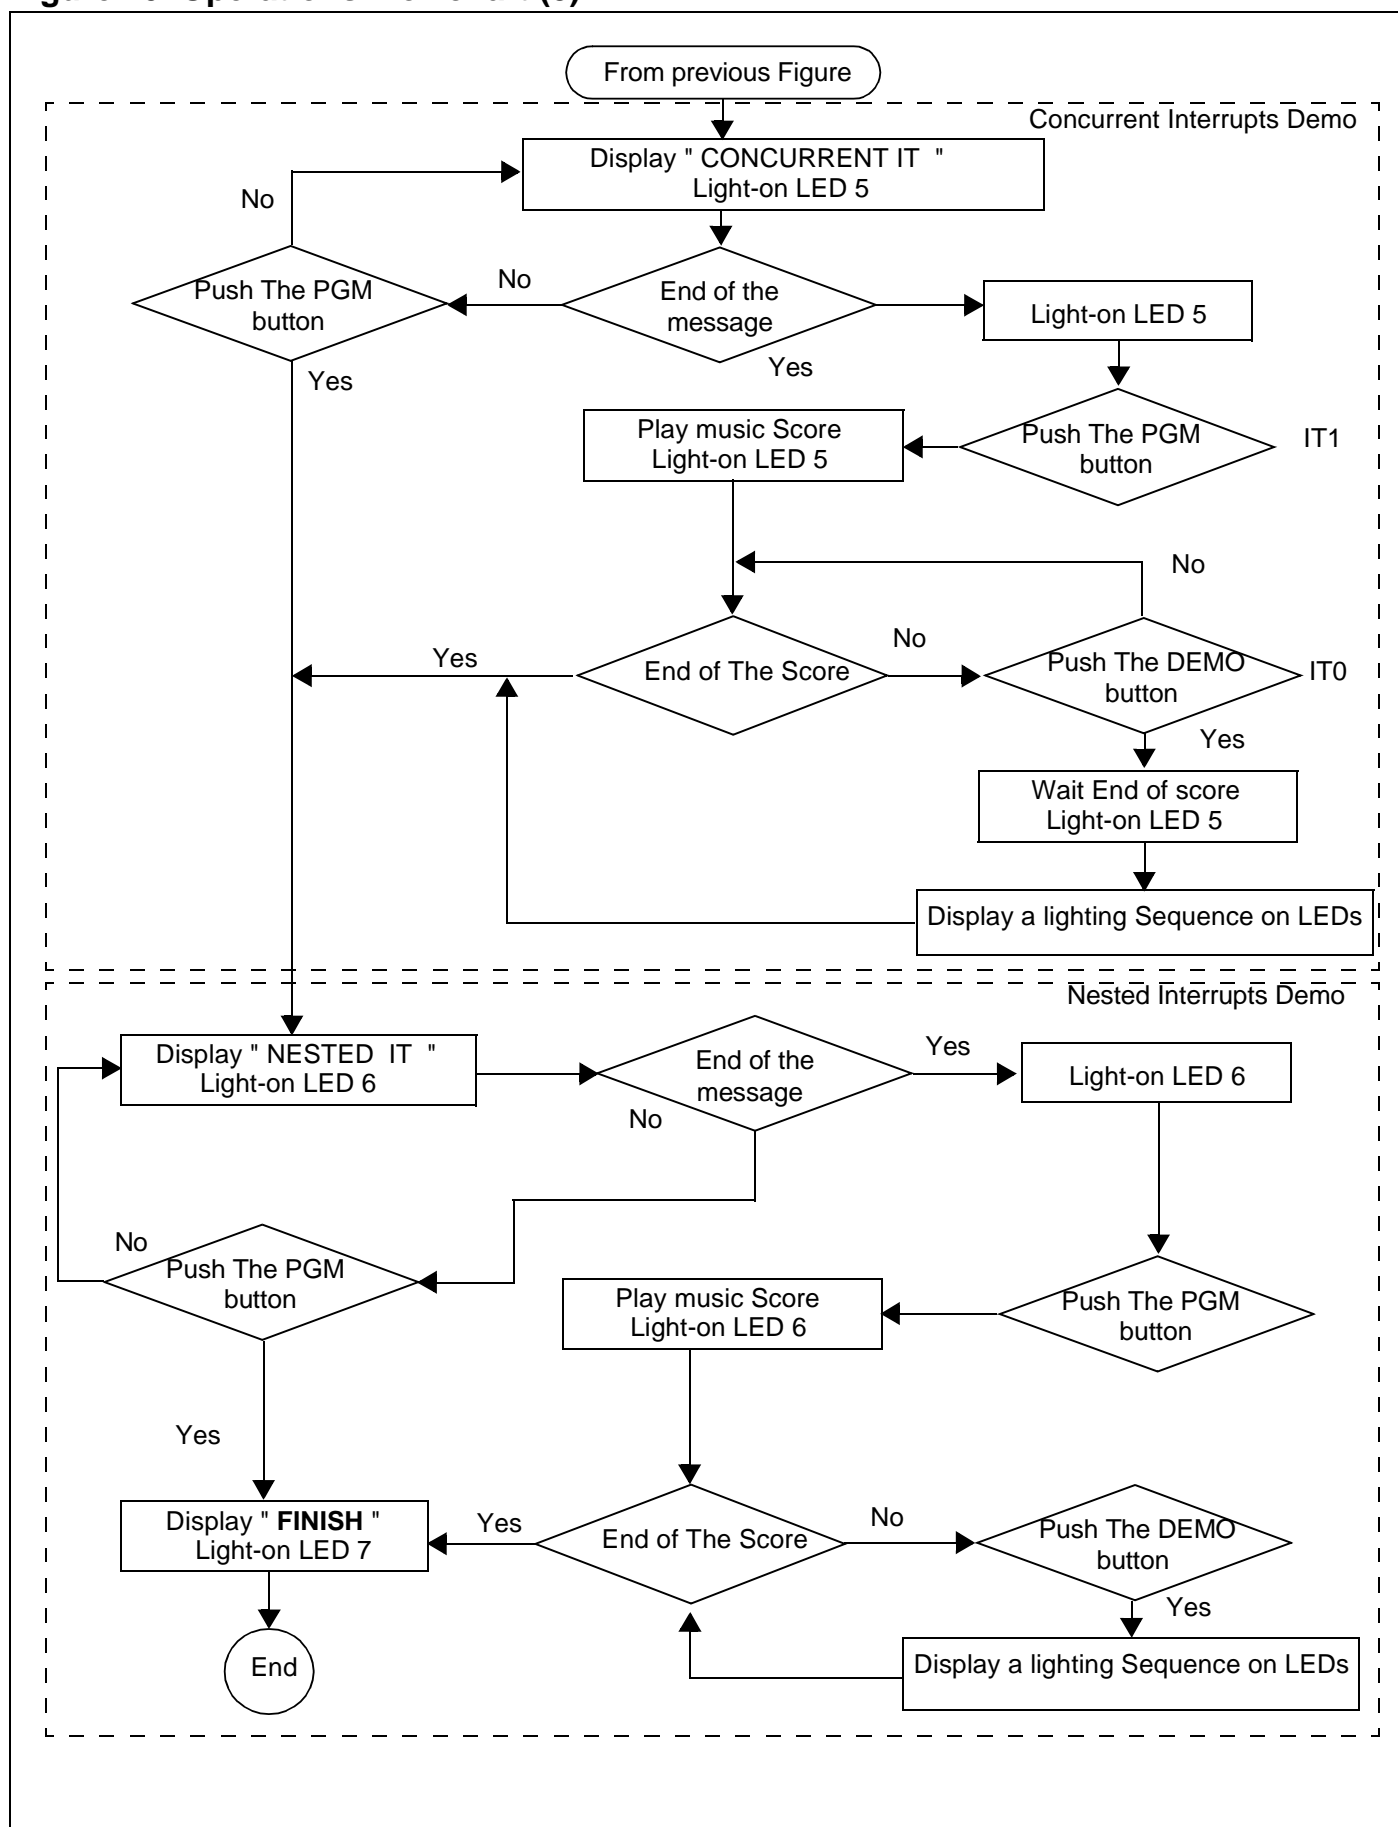 From previous Figure
Concurrent Interrupts Demo
Display " CONCURRENT IT "
Light-on LED 5
No
Push The PGM
button
No
End of the
message
Light-on LED 5
Yes
Yes
Play music Score
Light-on LED 5
Push The PGM
button
IT1
No
Yes
End of The Score
No
Push The DEMO
button
IT0
Yes
Wait End of score
Light-on LED 5
Display a lighting Sequence on LEDs
Nested Interrupts Demo
Display " NESTED IT "
Light-on LED 6
End of the
message
Yes
Light-on LED 6
No
No
Push The PGM
button
Play music Score
Light-on LED 6
Push The PGM
button
Yes
Display " FINISH "
Light-on LED 7
Yes
End of The Score
No
Push The DEMO
button
Yes
End
Display a lighting Sequence on LEDs